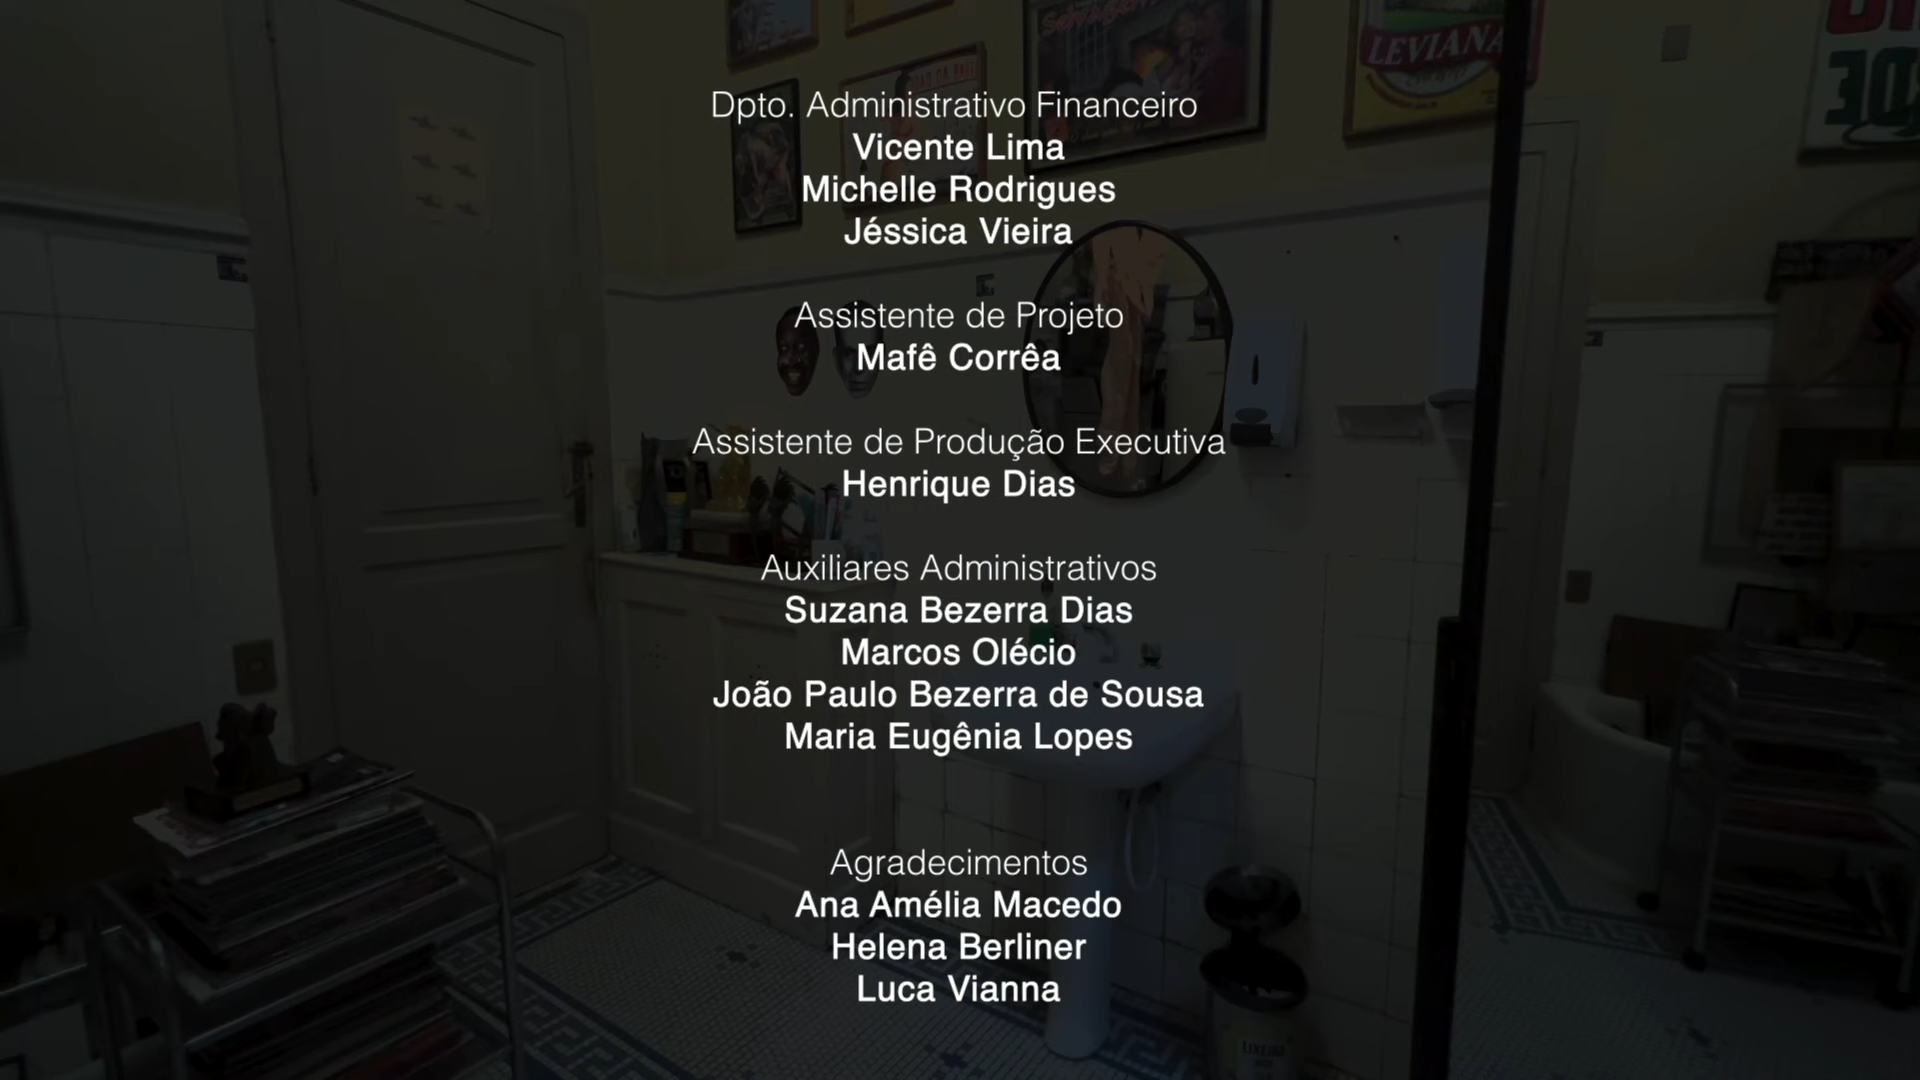 LEVIANA
Dpto. Administrativo Financeiro
Vicente Lima
Michelle Rodrigues
Jéssica Vieira
Assistente de Projeto
Mafê Corrêa
Assistente de Produção Executiva
Henrique Dias
Auxiliares Administrativos
Suzana Bezerra Dias
Marcos Olécio
João Paulo Bezerra de Sousa
Maria Eugênia Lopes
Agradecimentos
Ana Amélia Macedo
Helena Berliner
Luca Vianna